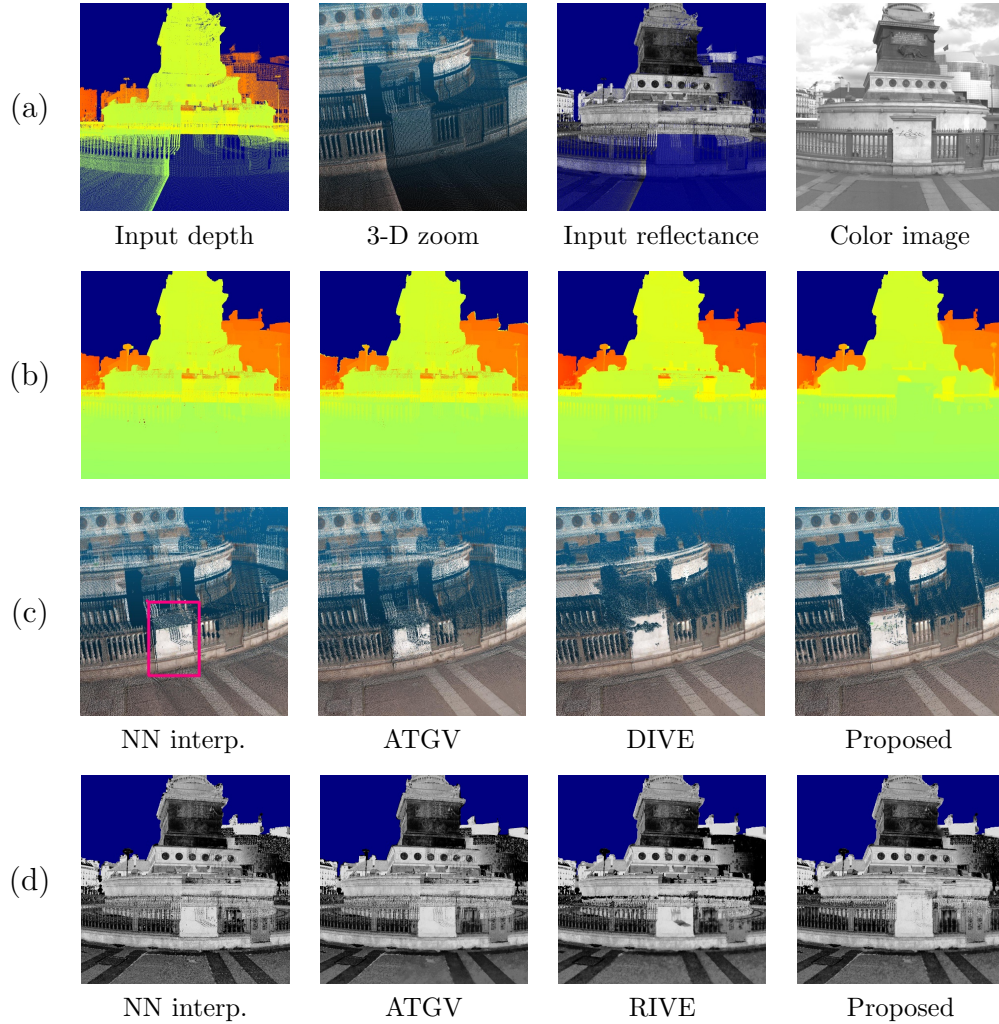 (a)
Input depth
3-D zoom
Input reflectance
Color image
(b)
(c)
NN interp.
ATGV
DIVE
Proposed
(d)
NN interp.
ATGV
RIVE
Proposed